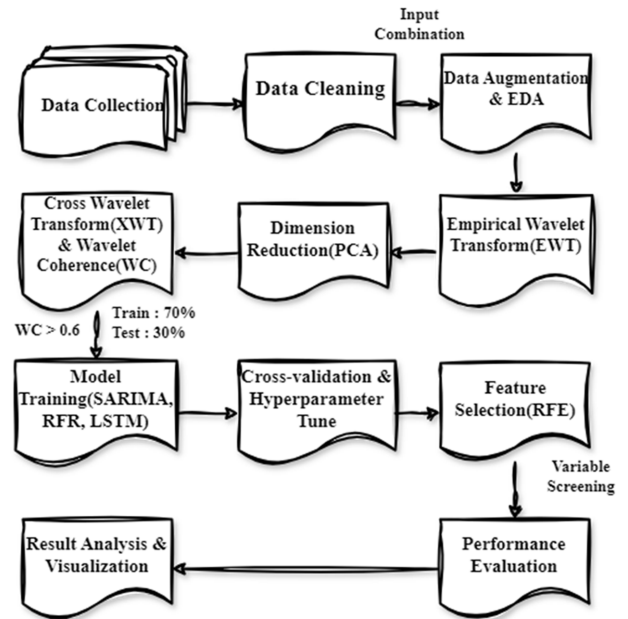 Input
Combination
Data Collection
Data Cleaning
Data Augmentation
& EDA
Cross Wavelet
Transform(XWT)
& Wavelet
Coherence(WC)
Dimension
Reduction(PCA)
Empirical Wavelet
Transform(EWT)
WC > 0.6
Train : 70%
Test : 30%
Model
Training(SARIMA,
RFR, LSTM)
Cross-validation &
Hyperparameter
Tune
Feature
Selection(RFE)
Variable
Screening
Result Analysis &
Visualization
Performance
Evaluation